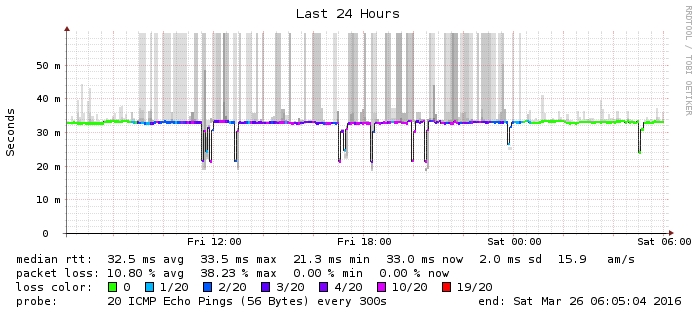 Last 24 Hours
RRDTOOL / TOBI OETIKER
Seconds
50 m
40 m
30 m
20 m
10 m
0
Fri 12:00 Fri 18:00 Sat 00:00 Sat 06:00
median rtt: 32.5 ms avg 33.5 ms max 21.3 ms min 33.0 ms now 2.0 ms sd 15.9 am/s
packet loss: 10.80 % avg 38.23 % max 0.00 % min 0.00 % now
loss color: 0 1/20 2/20 3/20 4/20 10/20 19/20
probe: 20 ICMP Echo Pings (56 Bytes) every 300s end: Sat Mar 26 06:05:04 2016